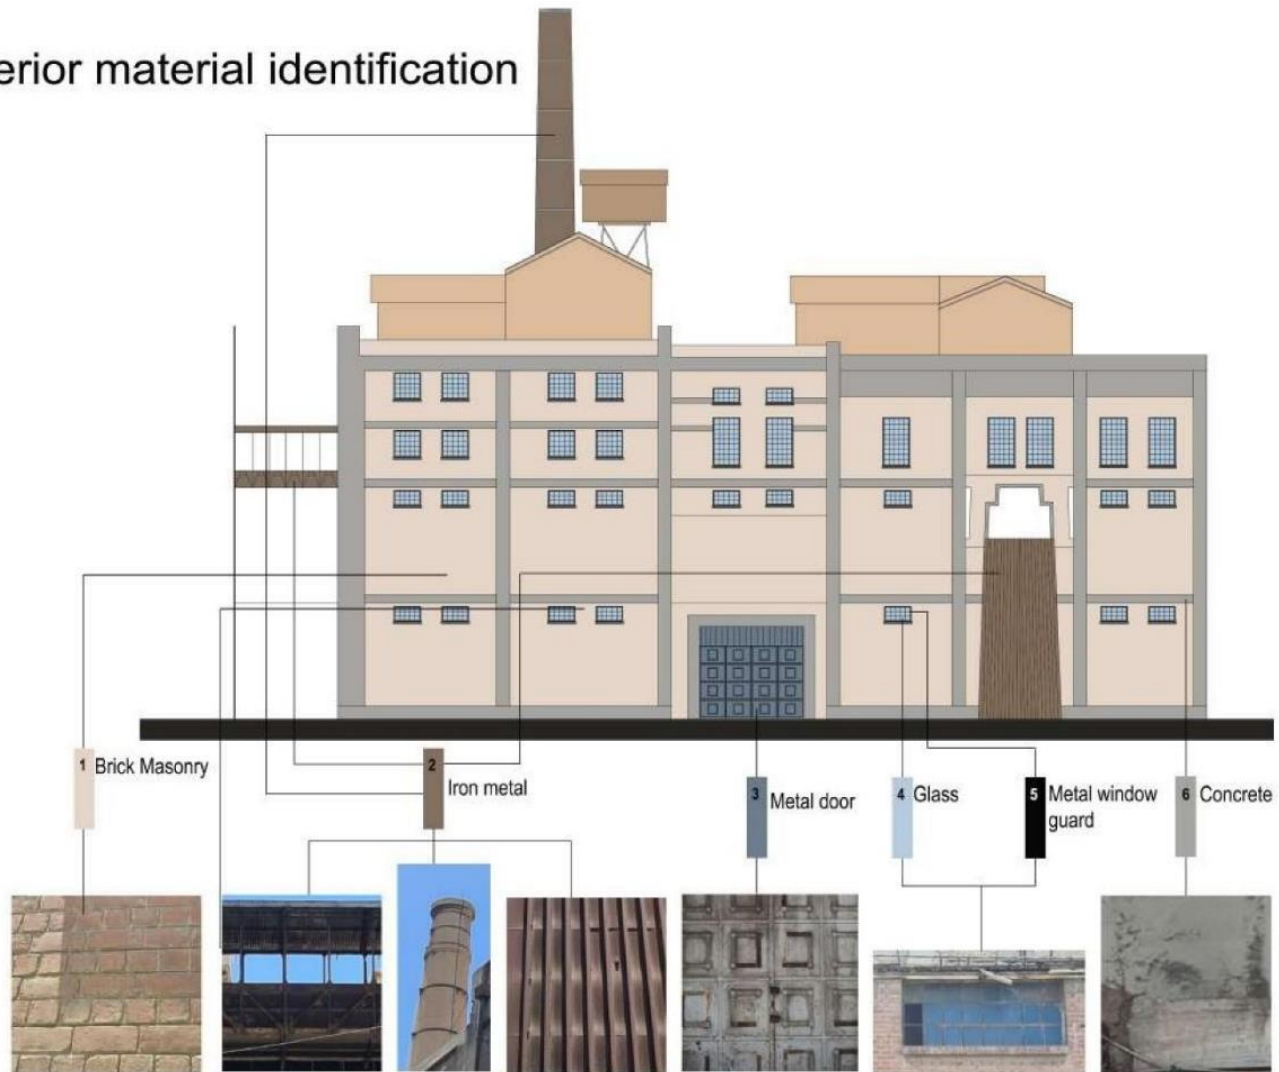 erior material identification
1 Brick Masonry
2
Iron metal
3 Metal door
4 Glass
5 Metal window
guard
6 Concrete